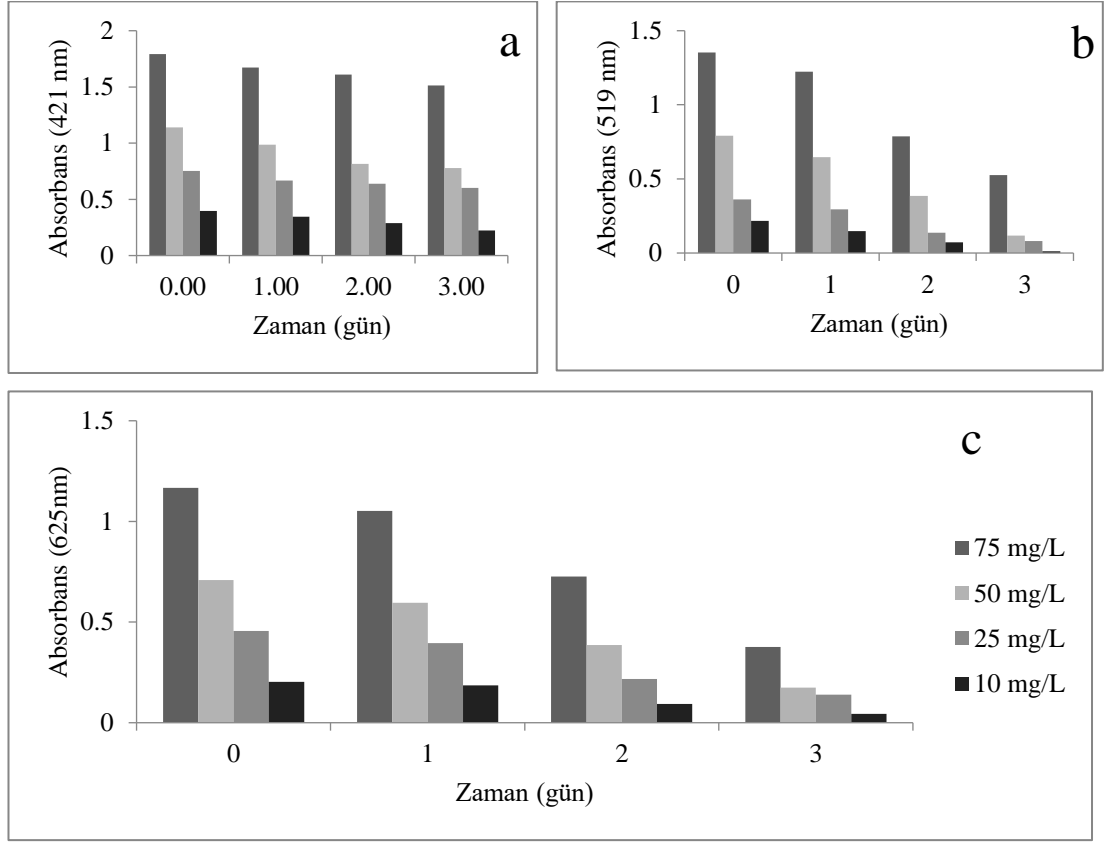 a
Absorbans (421 nm)
2
1.5
1
0.5
0
0.00 1.00 2.00 3.00
Zaman (gün)
b
Absorbans (519 nm)
1.5
1
0.5
0
0 1 2 3
Zaman (gün)
c
Absorbans (625nm)
1.5
1
0.5
0
0 1 2 3
Zaman (gün)
75 mg/L
50 mg/L
25 mg/L
10 mg/L